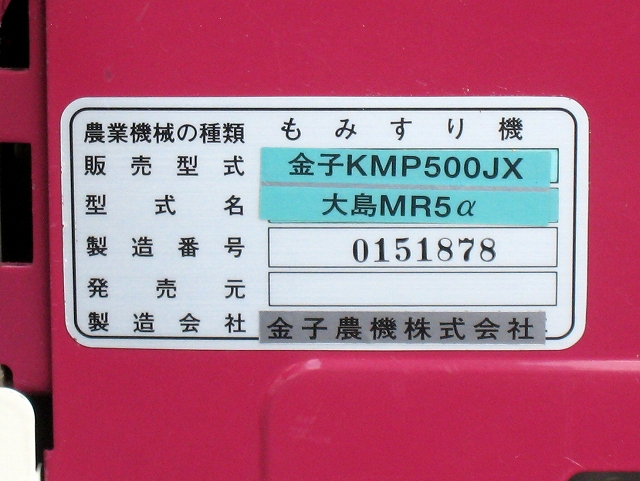 農業機械の種類 もみすり機
販売型式 金子KMP500JX
型式名 大島MR5α
製造番号 0151878
発売元
製造会社 金子農機株式会社